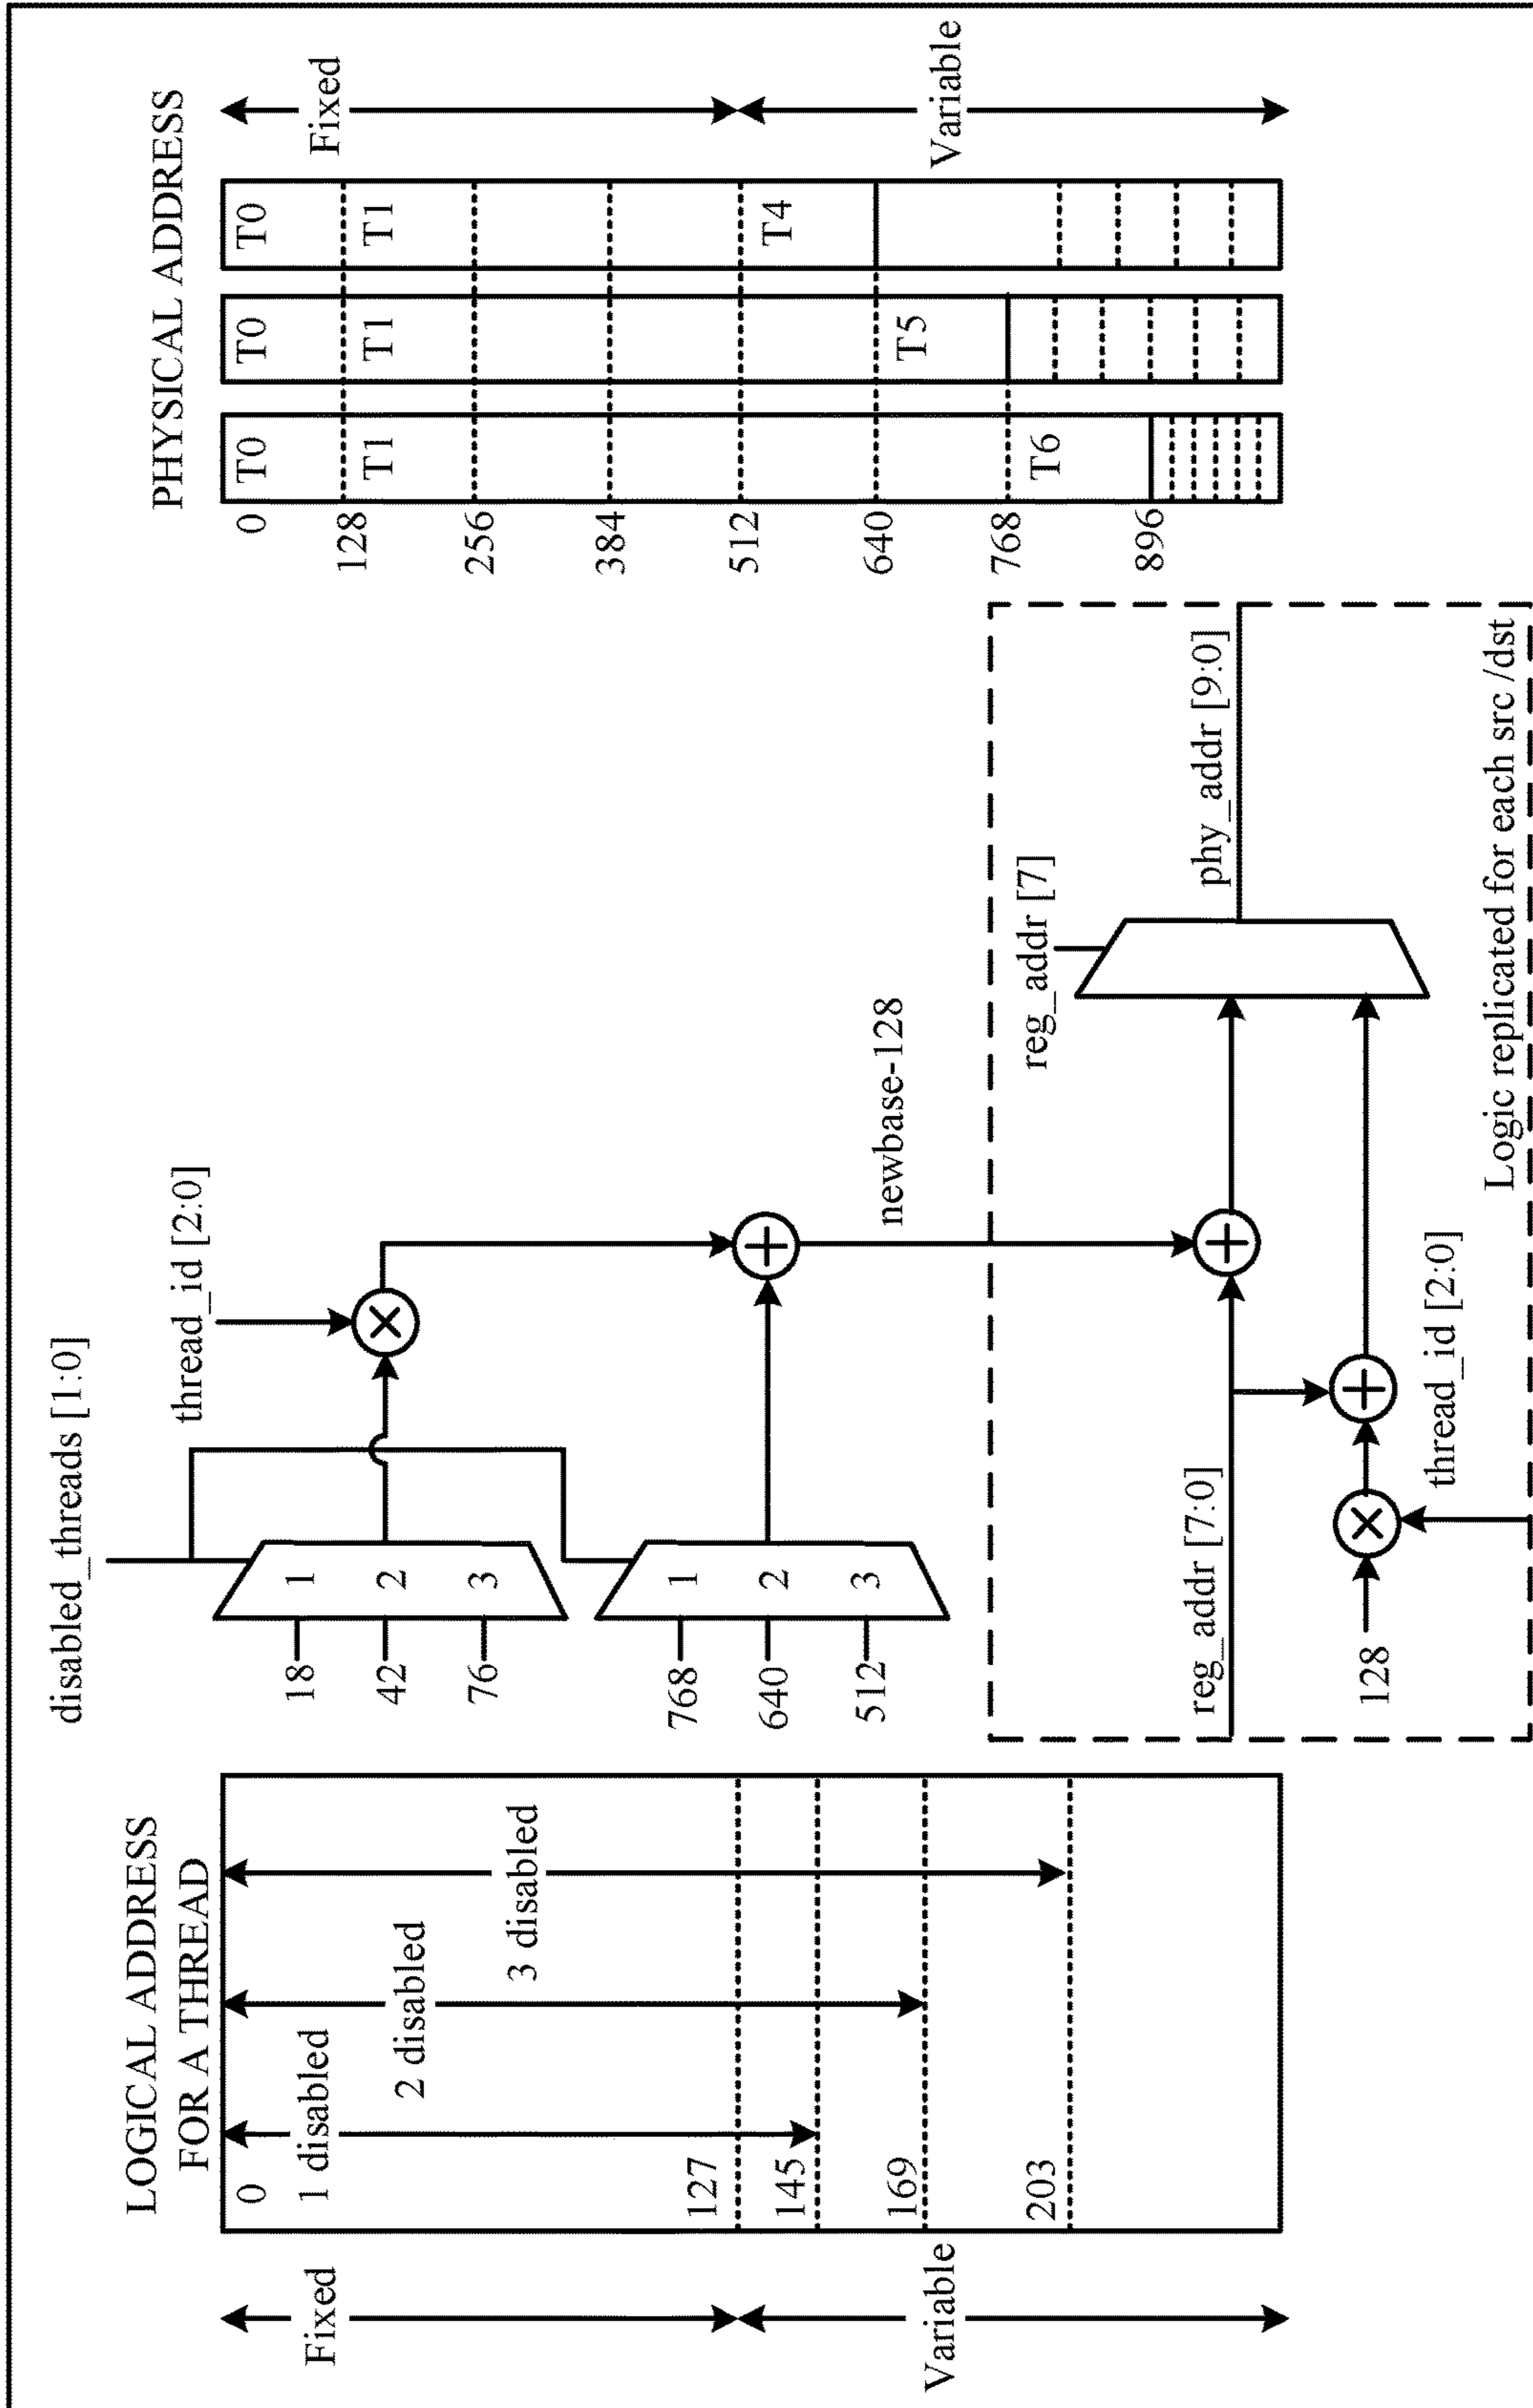 LOGICAL ADDRESS
FOR A THREAD
Fixed
Variable
0
1 disabled
2 disabled
3 disabled
127
145
169
203
disabled_threads [1:0]
thread_id [2:0]
18
42
76
1
2
3
768
640
512
1
2
3
newbase-128
reg_addr [7:0]
128
thread_id [2:0]
reg_addr [7]
phy_addr [9:0]
Logic replicated for each src /dst
PHYSICAL ADDRESS
0
128
256
384
512
640
768
896
T0
T1
T6
T0
T1
T5
T0
T1
T4
Fixed
Variable